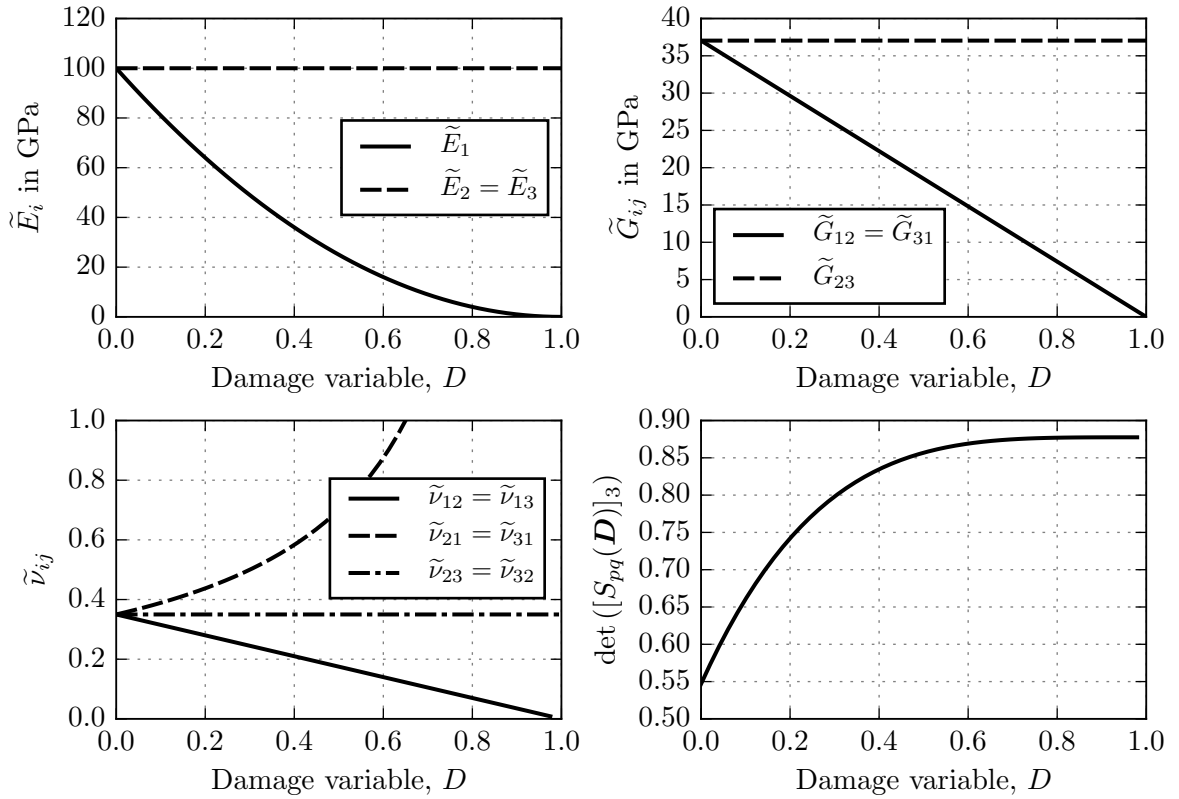 120
100
80
60
40
20
0
0.0 0.2 0.4 0.6 0.8 1.0
Damage variable, D
Ẽ_i in GPa
Ẽ_1
Ẽ_2 = Ẽ_3
40
35
30
25
20
15
10
5
0
0.0 0.2 0.4 0.6 0.8 1.0
Damage variable, D
G̃_ij in GPa
G̃_12 = G̃_31
G̃_23
1.0
0.8
0.6
0.4
0.2
0.0
0.0 0.2 0.4 0.6 0.8 1.0
Damage variable, D
ν̃_ij
ν̃_12 = ν̃_13
ν̃_21 = ν̃_31
ν̃_23 = ν̃_32
0.90
0.85
0.80
0.75
0.70
0.65
0.60
0.55
0.50
0.0 0.2 0.4 0.6 0.8 1.0
Damage variable, D
det ([S_pq(D)]_3)